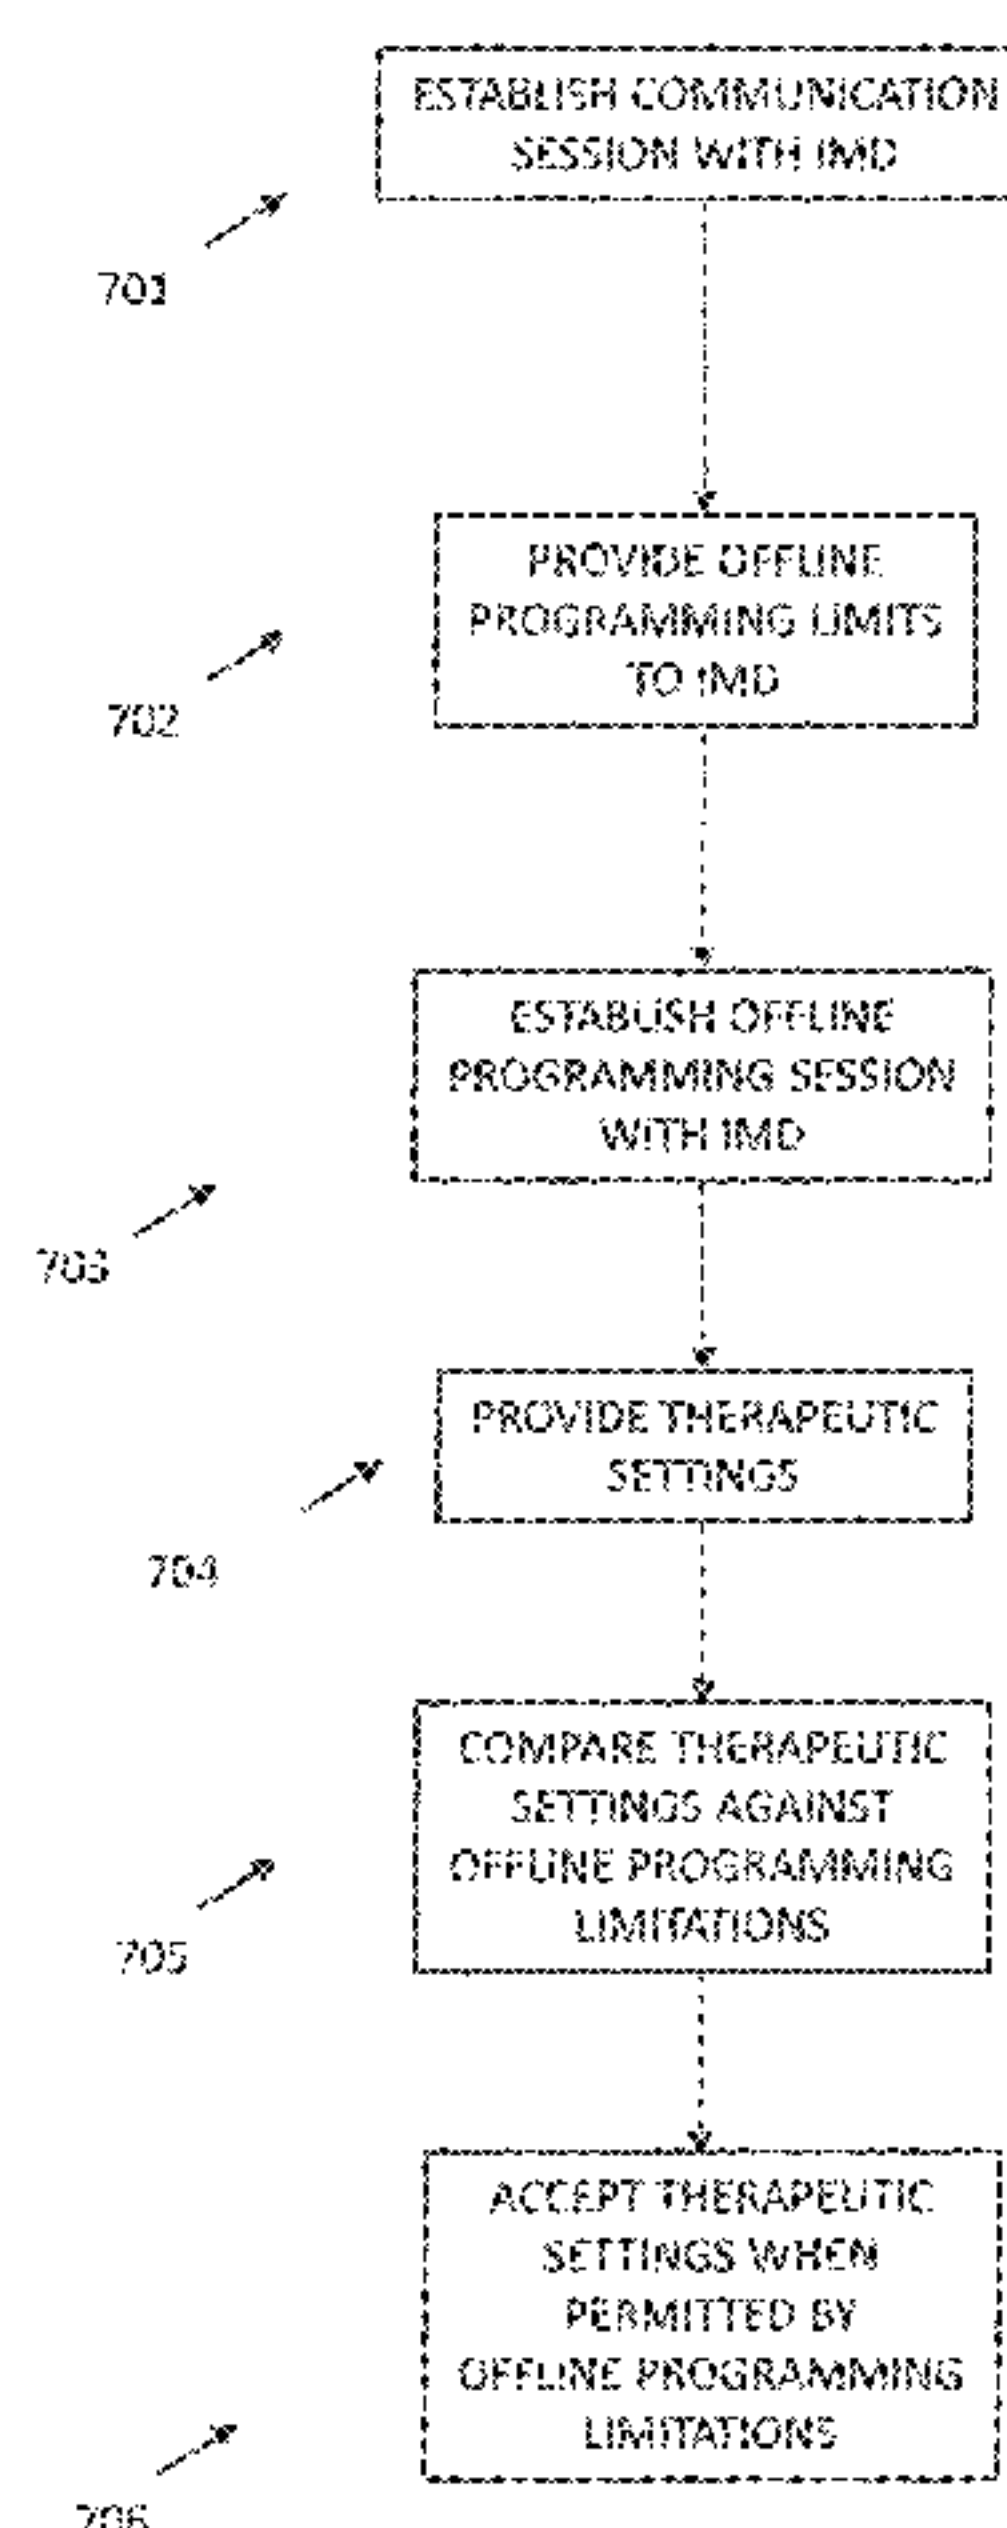 ESTABLISH COMMUNICATION
SESSION WITH IMD
701
PROVIDE OFFLINE
PROGRAMMING LIMITS
TO IMD
702
ESTABLISH OFFLINE
PROGRAMMING SESSION
WITH IMD
703
PROVIDE THERAPEUTIC
SETTINGS
704
COMPARE THERAPEUTIC
SETTINGS AGAINST
OFFLINE PROGRAMMING
LIMITATIONS
705
ACCEPT THERAPEUTIC
SETTINGS WHEN
PERMITTED BY
OFFLINE PROGRAMMING
LIMITATIONS
706